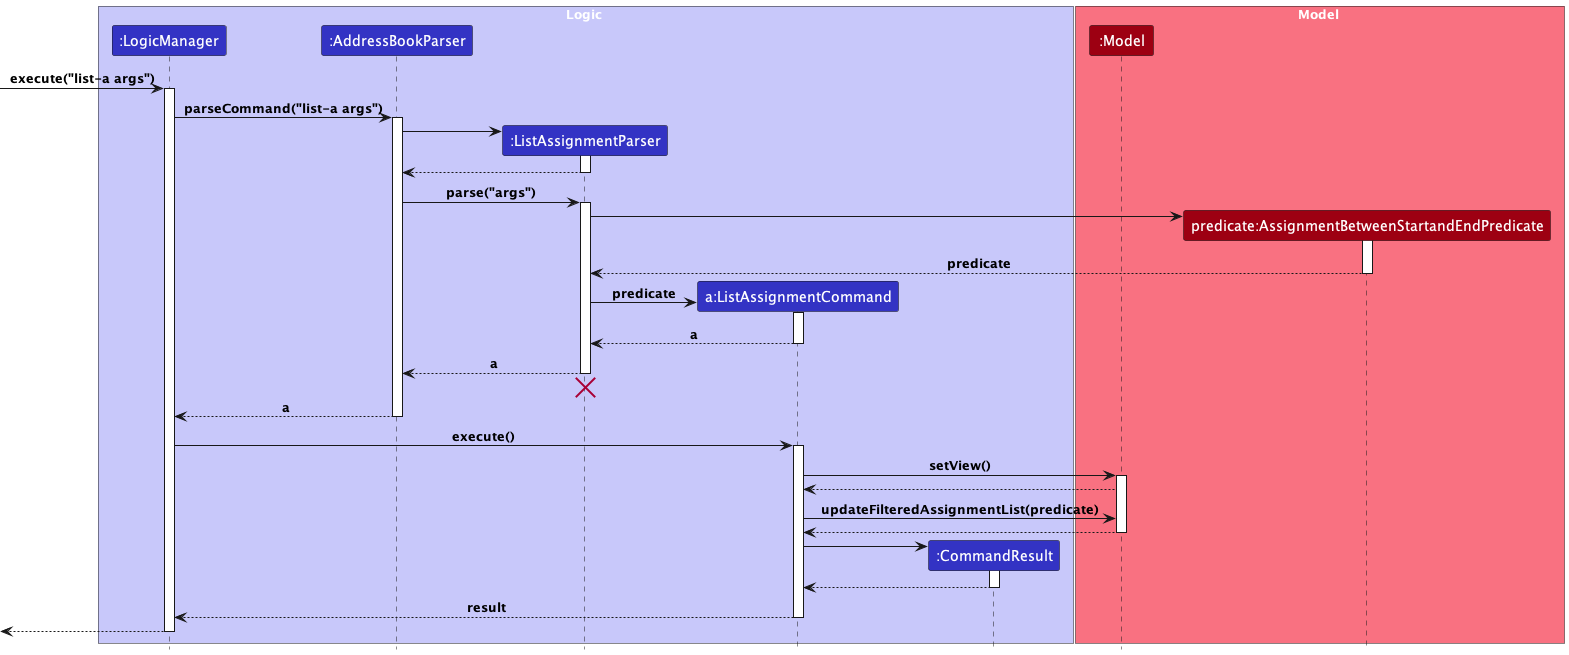 Logic
Model
:LogicManager
:AddressBookParser
:Model
execute("list-a args")
parseCommand("list-a args")
:ListAssignmentParser
parse("args")
predicate:AssignmentBetweenStartandEndPredicate
predicate
predicate
a:ListAssignmentCommand
a
a
a
execute()
setView()
updateFilteredAssignmentList(predicate)
:CommandResult
result